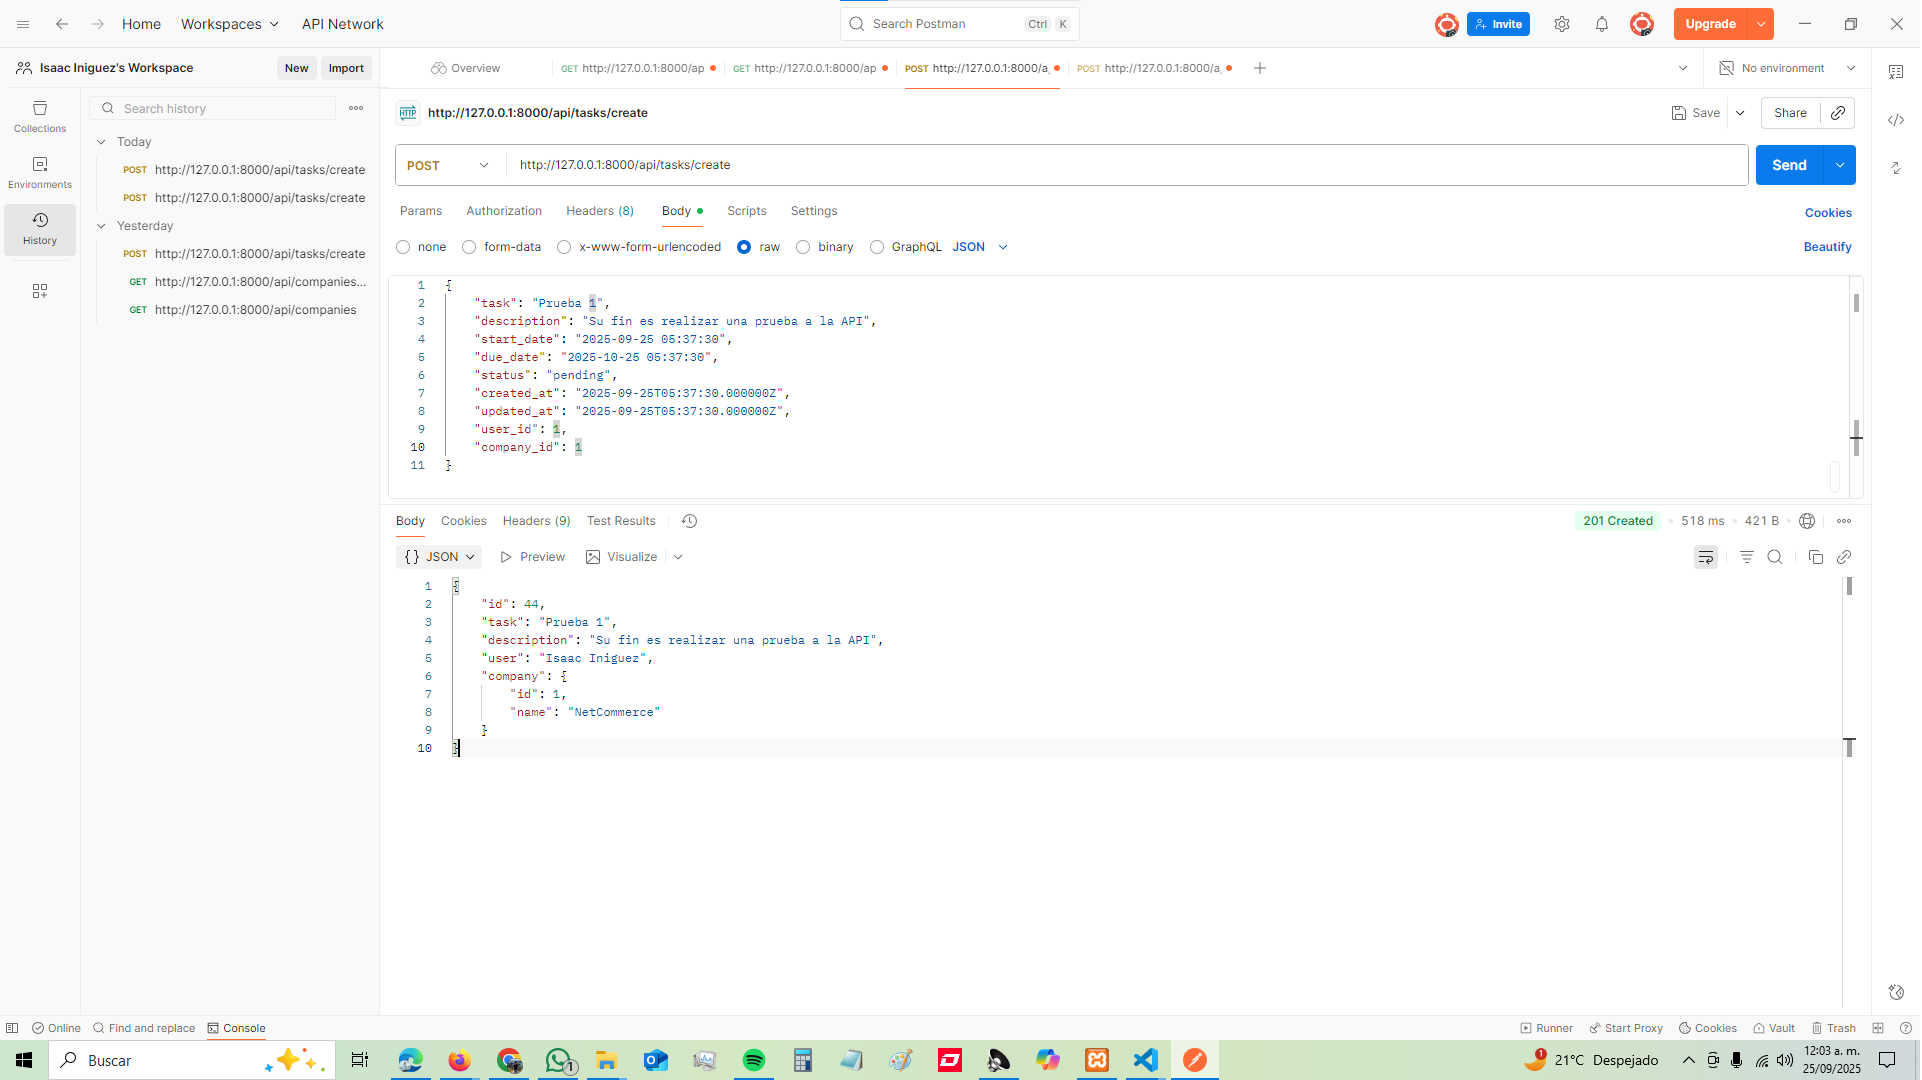 Home
Workspaces
API Network
Search Postman
Ctrl K
Invite
Upgrade
Isaac Iniguez's Workspace
New
Import
Overview
GET http://127.0.0.1:8000/ap
GET http://127.0.0.1:8000/ap
POST http://127.0.0.1:8000/a
POST http://127.0.0.1:8000/a
No environment
Collections
Environments
History
Search history
Today
POST http://127.0.0.1:8000/api/tasks/create
POST http://127.0.0.1:8000/api/tasks/create
Yesterday
POST http://127.0.0.1:8000/api/tasks/create
GET http://127.0.0.1:8000/api/companies...
GET http://127.0.0.1:8000/api/companies
HTTP http://127.0.0.1:8000/api/tasks/create
Save
Share
POST
http://127.0.0.1:8000/api/tasks/create
Send
Params
Authorization
Headers (8)
Body
Scripts
Settings
Cookies
none
form-data
x-www-form-urlencoded
raw
binary
GraphQL
JSON
Beautify
1 {
2 "task": "Prueba 1",
3 "description": "Su fin es realizar una prueba a la API",
4 "start_date": "2025-09-25 05:37:30",
5 "due_date": "2025-10-25 05:37:30",
6 "status": "pending",
7 "created_at": "2025-09-25T05:37:30.000000Z",
8 "updated_at": "2025-09-25T05:37:30.000000Z",
9 "user_id": 1,
10 "company_id": 1
11 }
Body
Cookies
Headers (9)
Test Results
201 Created
518 ms
421 B
{} JSON
Preview
Visualize
1 {
2 "id": 44,
3 "task": "Prueba 1",
4 "description": "Su fin es realizar una prueba a la API",
5 "user": "Isaac Iniguez",
6 "company": {
7 "id": 1,
8 "name": "NetCommerce"
9 }
10 }
Online
Find and replace
Console
Runner
Start Proxy
Cookies
Vault
Trash
Buscar
1
1
21°C Despejado
12:03 a. m.
25/09/2025